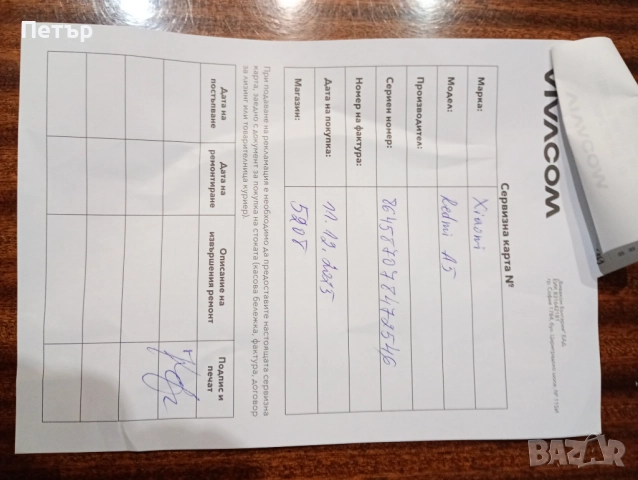 Петър
VIVACOM
Сервизна карта №
Марка: Xiaomi
Модел: Redmi 15
Производител:
Сериен номер:
Номер на фактура:
Дата на покупка: 11.12.2025
Магазин: 5208
При подаване на рекламация е необходимо да предоставите настоящата сервизна
карта, заедно с документ за покупка на стоката (касова бележка, фактура, договор
за лизинг или товарителница куриер).
Дата на постъпване
Дата на ремонтиране
Описание на извършения ремонт
Подпис и печат
bazar